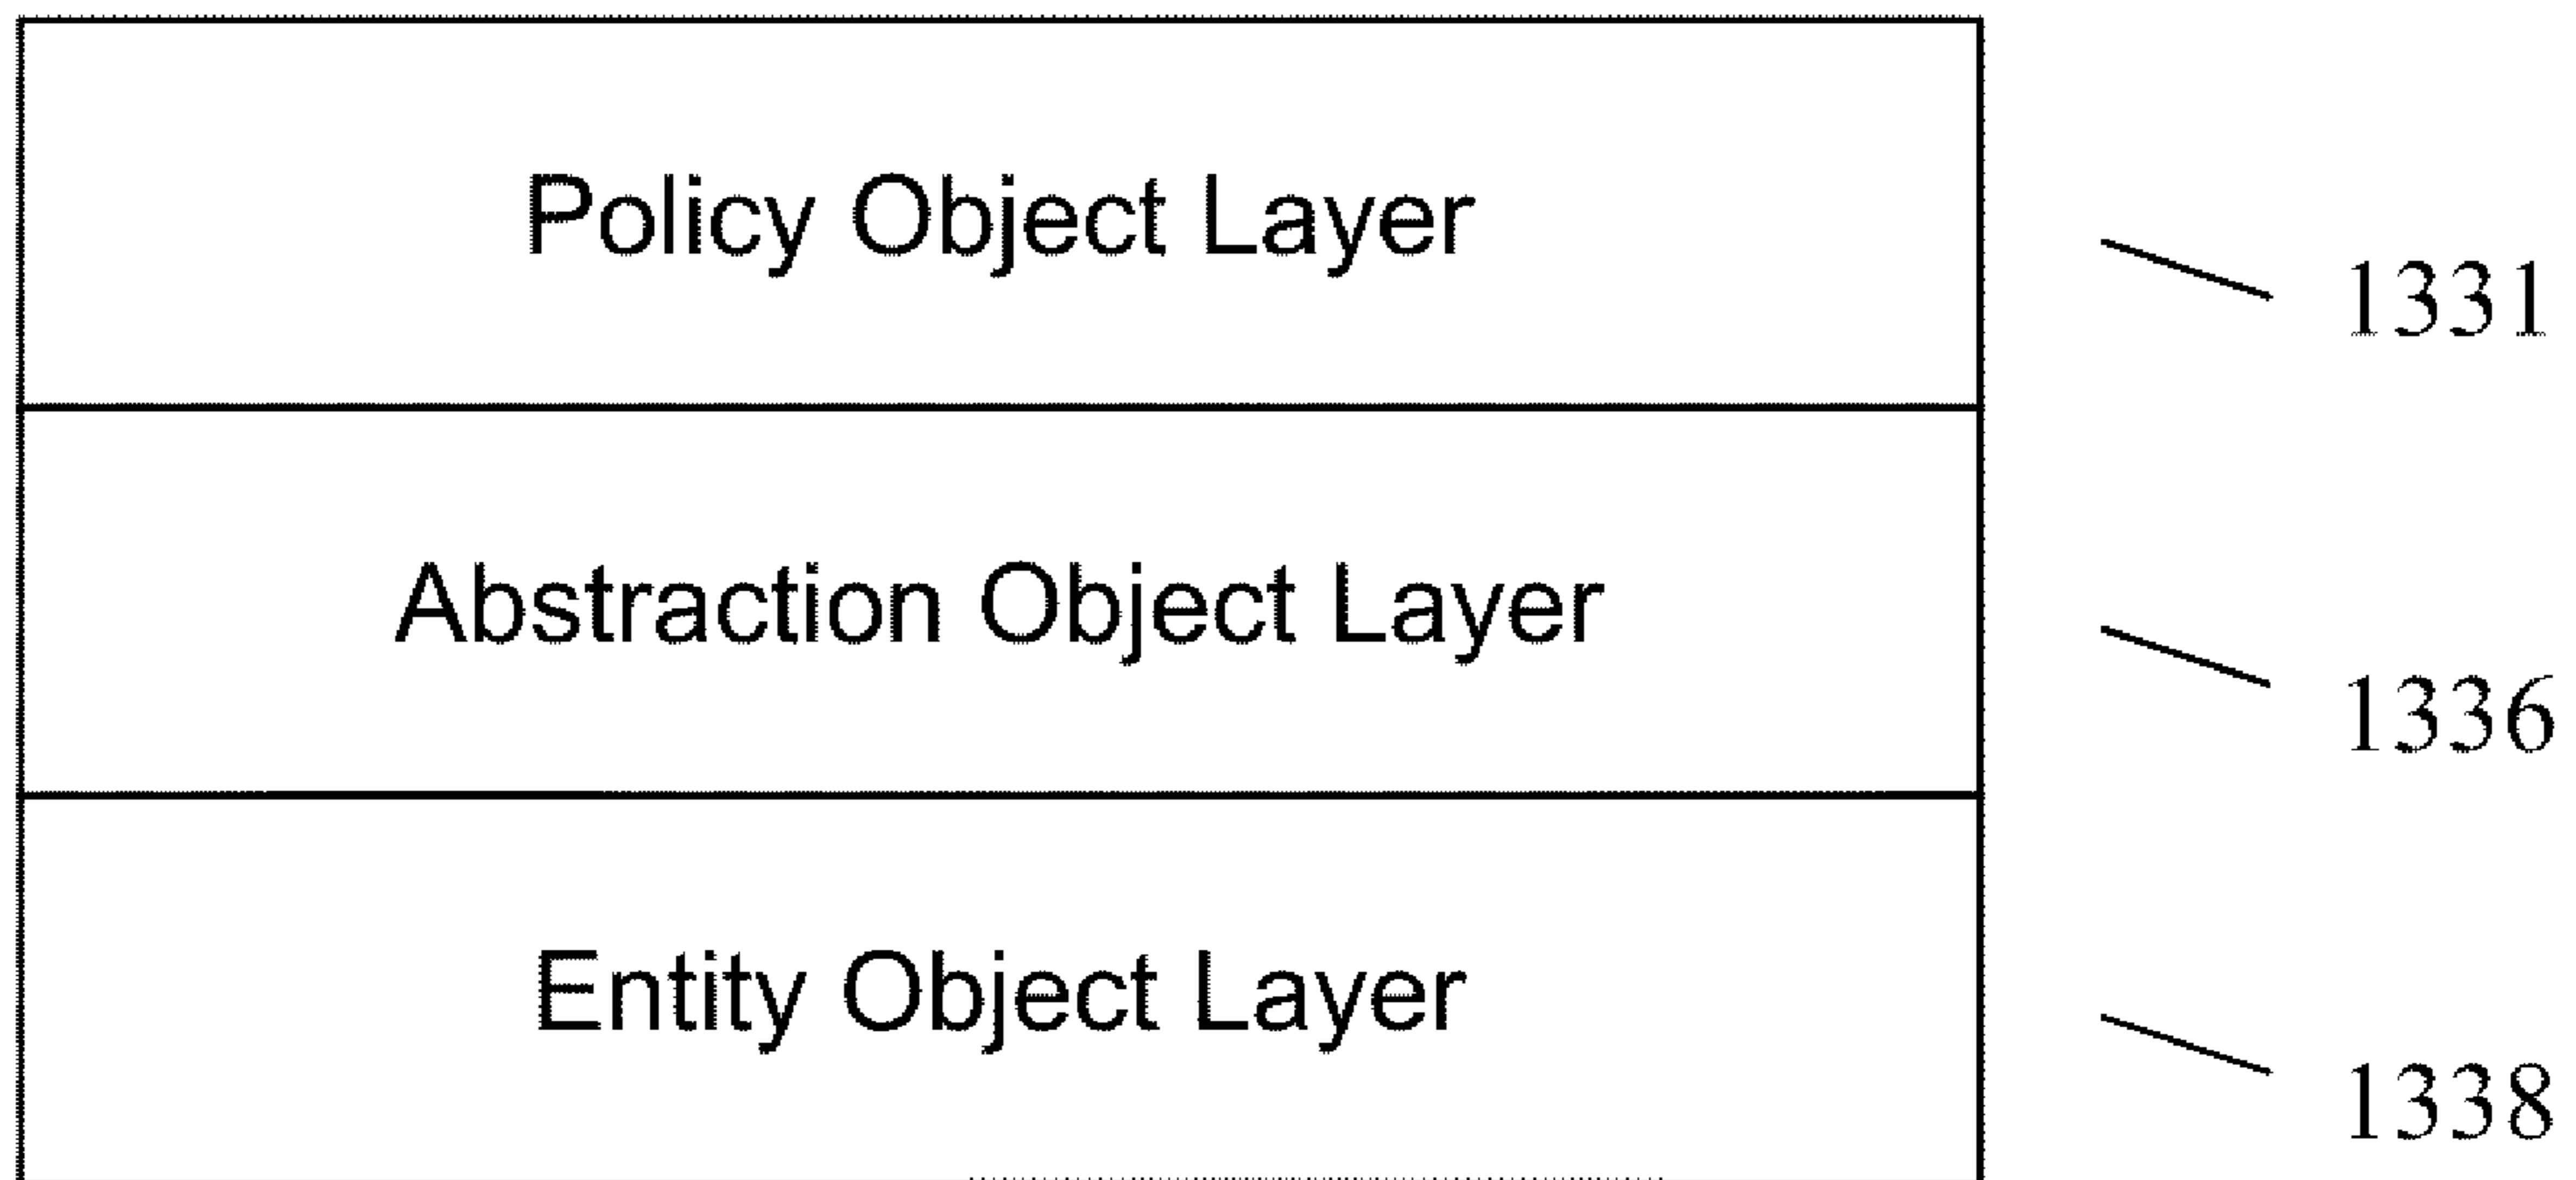 Policy Object Layer
1331
Abstraction Object Layer
1336
Entity Object Layer
1338